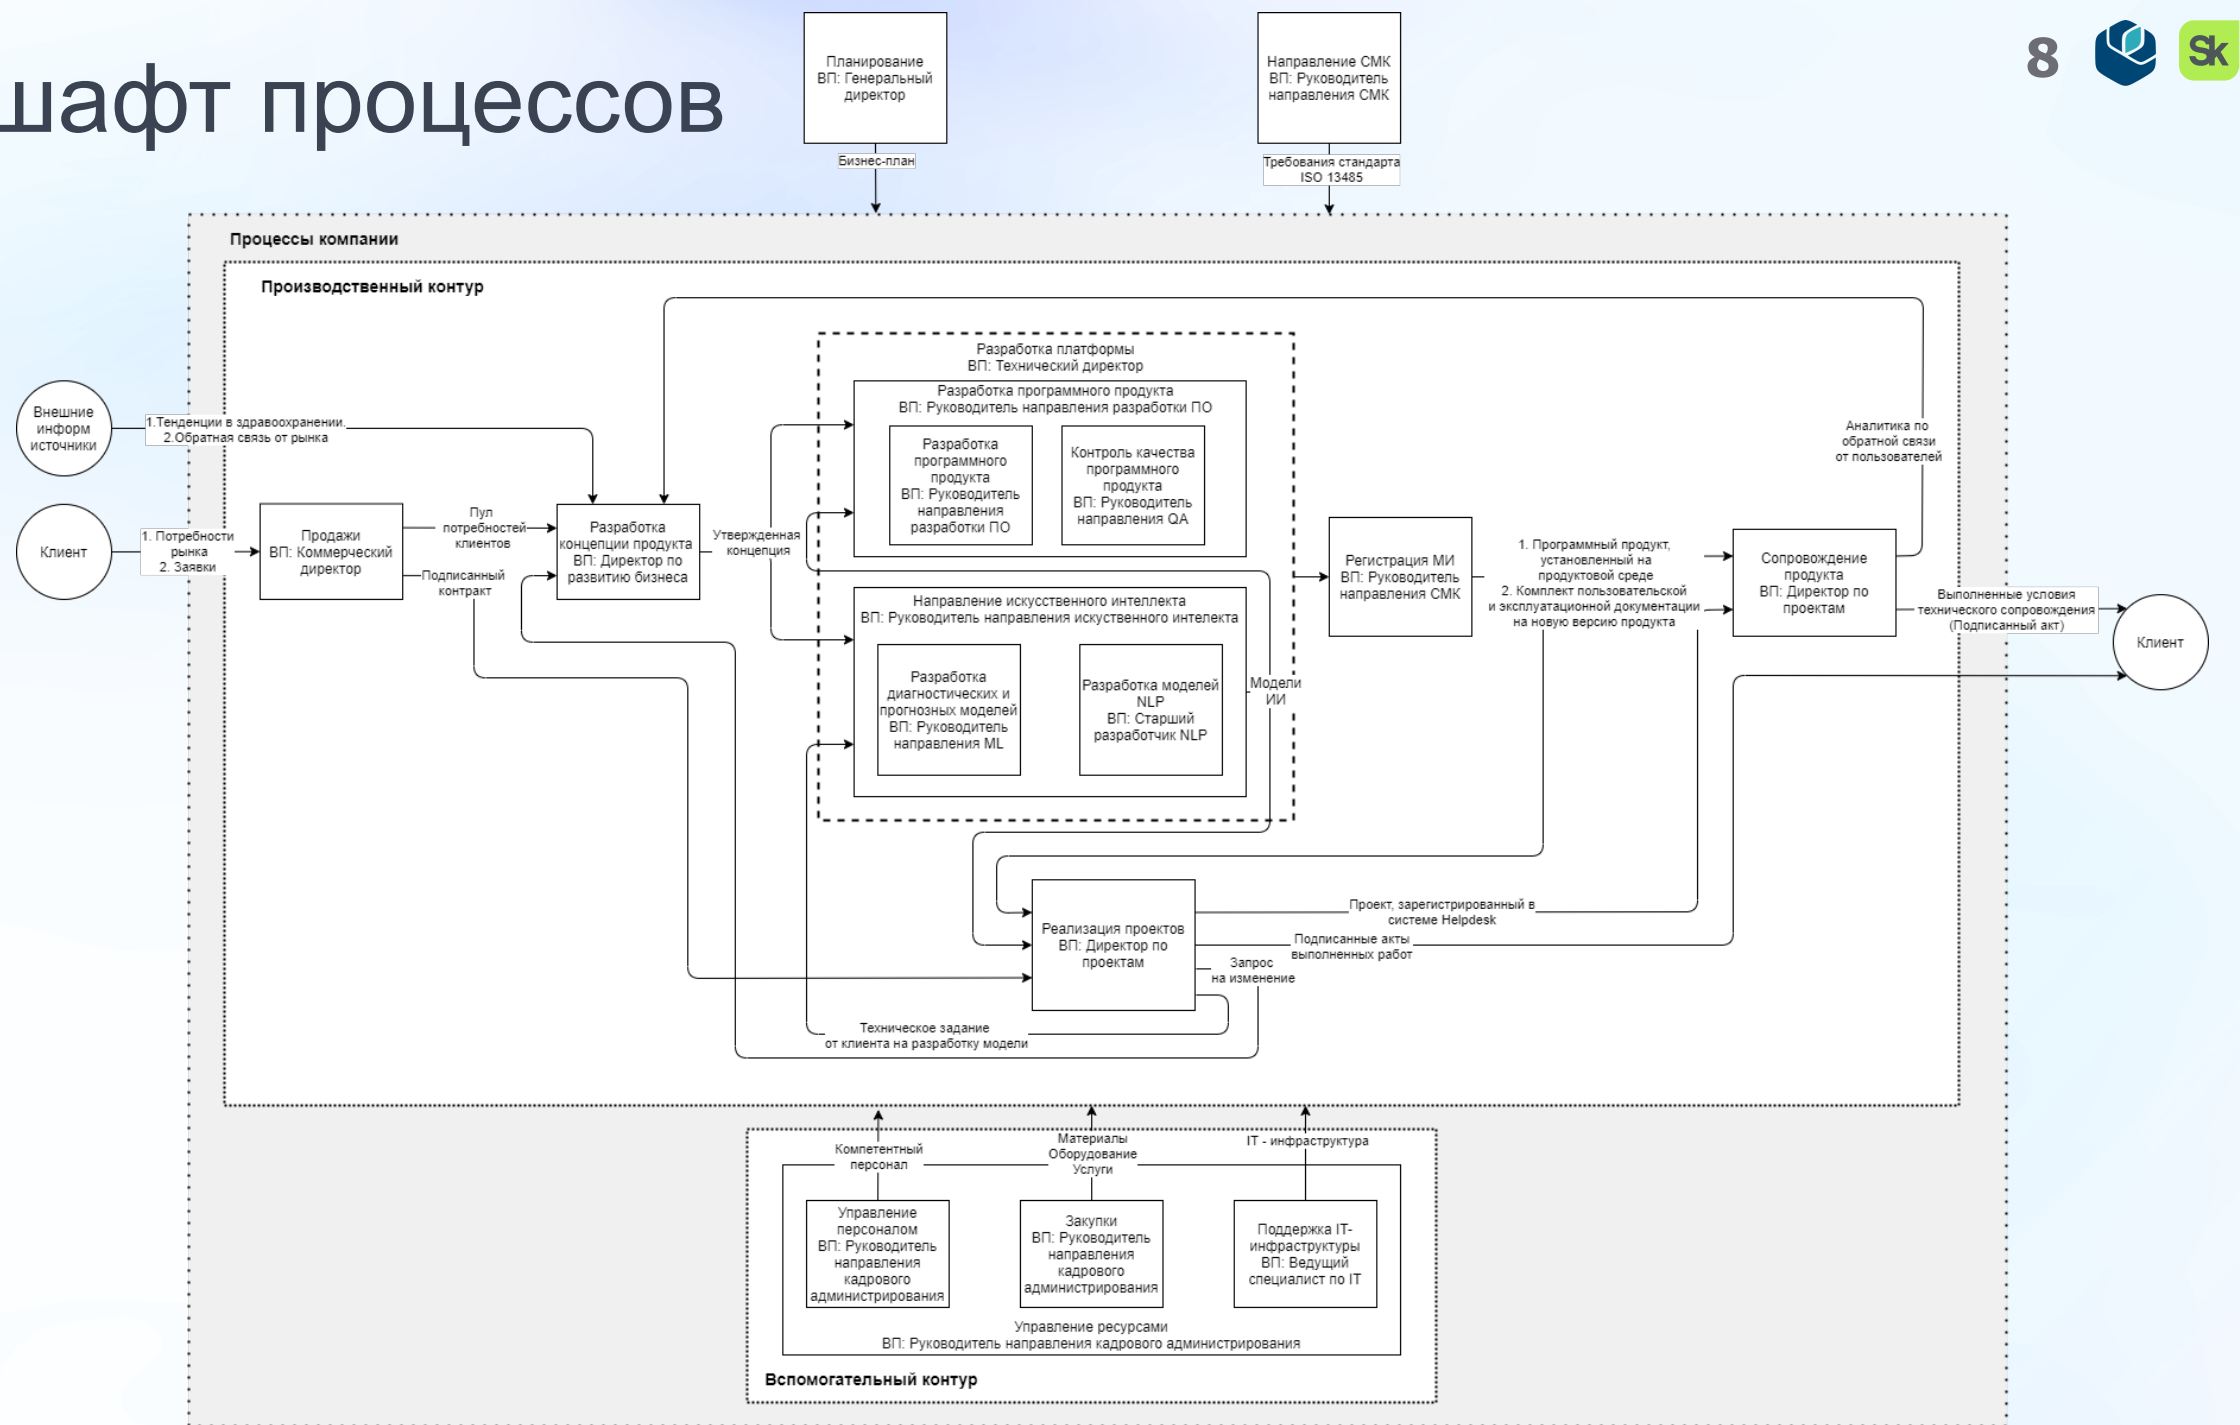 шафт процессов
8
Sk
Планирование
ВП: Генеральный
директор
Направление СМК
ВП: Руководитель
направления СМК
Бизнес-план
Требования стандарта
ISO 13485
Процессы компании
Производственный контур
Внешние
информ
источники
1.Тенденции в здравоохранении.
2.Обратная связь от рынка
Клиент
1. Потребности
рынка
2. Заявки
Продажи
ВП: Коммерческий
директор
Пул
потребностей
клиентов
Подписанный
контракт
Разработка
концепции продукта
ВП: Директор по
развитию бизнеса
Утвержденная
концепция
Разработка платформы
ВП: Технический директор
Разработка программного продукта
ВП: Руководитель направления разработки ПО
Разработка
программного
продукта
ВП: Руководитель
направления
разработки ПО
Контроль качества
программного
продукта
ВП: Руководитель
направления QA
Направление искусственного интеллекта
ВП: Руководитель направления искуственного интелекта
Разработка
диагностических и
прогнозных моделей
ВП: Руководитель
направления ML
Разработка моделей
NLP
ВП: Старший
разработчик NLP
Модели
ИИ
Регистрация МИ
ВП: Руководитель
направления СМК
1. Программный продукт,
установленный на
продуктовой среде
2. Комплект пользовательской
и эксплуатационной документации
на новую версию продукта
Аналитика по
обратной связи
от пользователей
Сопровождение
продукта
ВП: Директор по
проектам
Выполненные условия
технического сопровождения
(Подписанный акт)
Клиент
Реализация проектов
ВП: Директор по
проектам
Проект, зарегистрированный в
системе Helpdesk
Подписанные акты
выполненных работ
Запрос
на изменение
Техническое задание
от клиента на разработку модели
Компетентный
персонал
Материалы
Оборудование
Услуги
IT - инфраструктура
Управление
персоналом
ВП: Руководитель
направления
кадрового
администрирования
Закупки
ВП: Руководитель
направления
кадрового
администрирования
Поддержка IT-
инфраструктуры
ВП: Ведущий
специалист по IT
Управление ресурсами
ВП: Руководитель направления кадрового администрирования
Вспомогательный контур